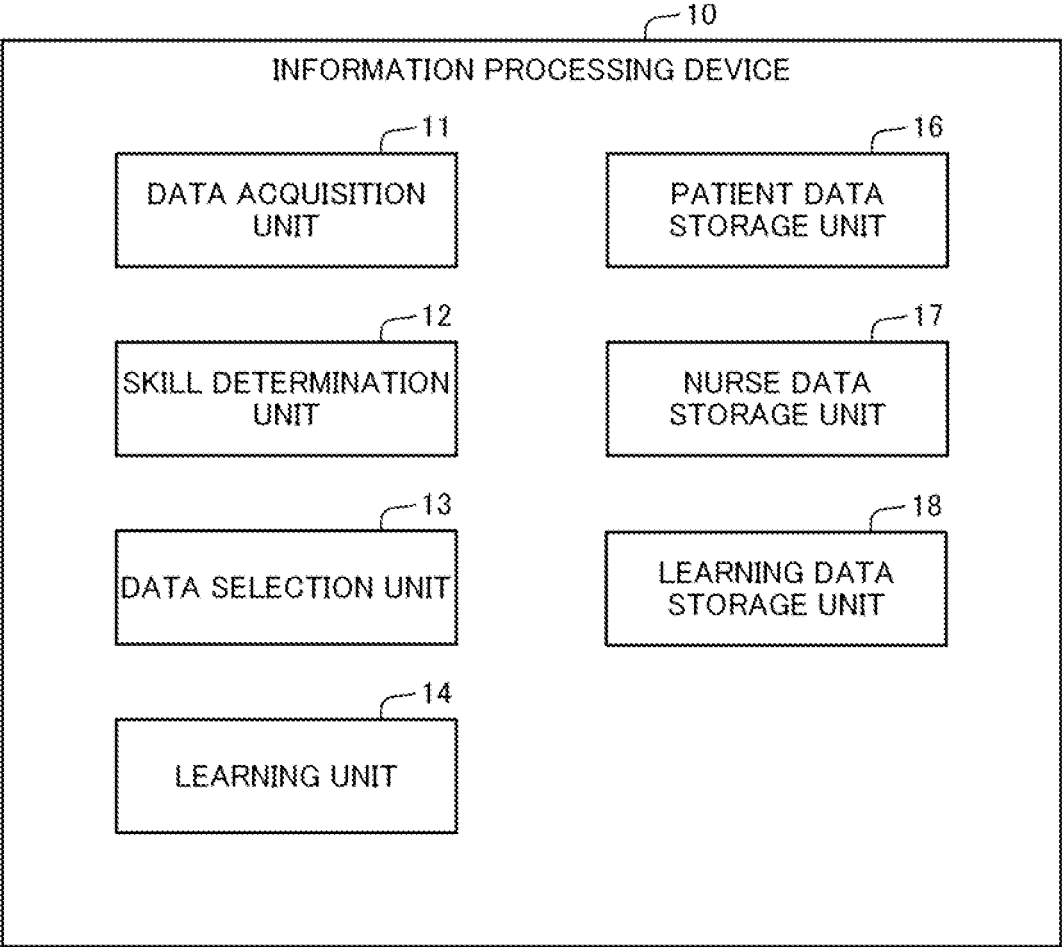 10
INFORMATION PROCESSING DEVICE
11
DATA ACQUISITION
UNIT
16
PATIENT DATA
STORAGE UNIT
12
SKILL DETERMINATION
UNIT
17
NURSE DATA
STORAGE UNIT
13
DATA SELECTION UNIT
18
LEARNING DATA
STORAGE UNIT
14
LEARNING UNIT